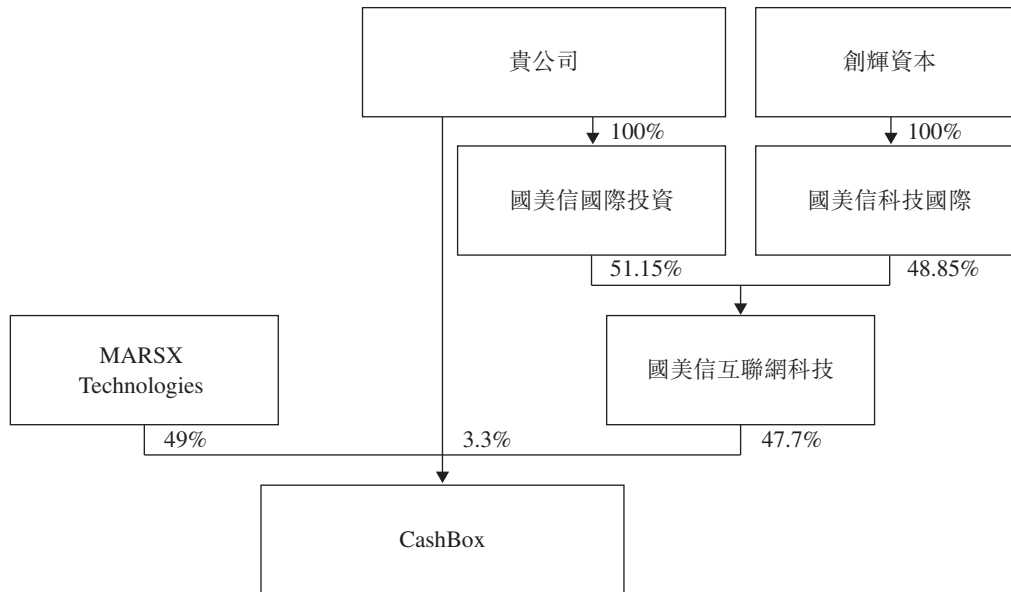 貴公司
創輝資本
100%
100%
國美信國際投資
國美信科技國際
51.15%
48.85%
MARSX
Technologies
國美信互聯網科技
49%
3.3%
47.7%
CashBox